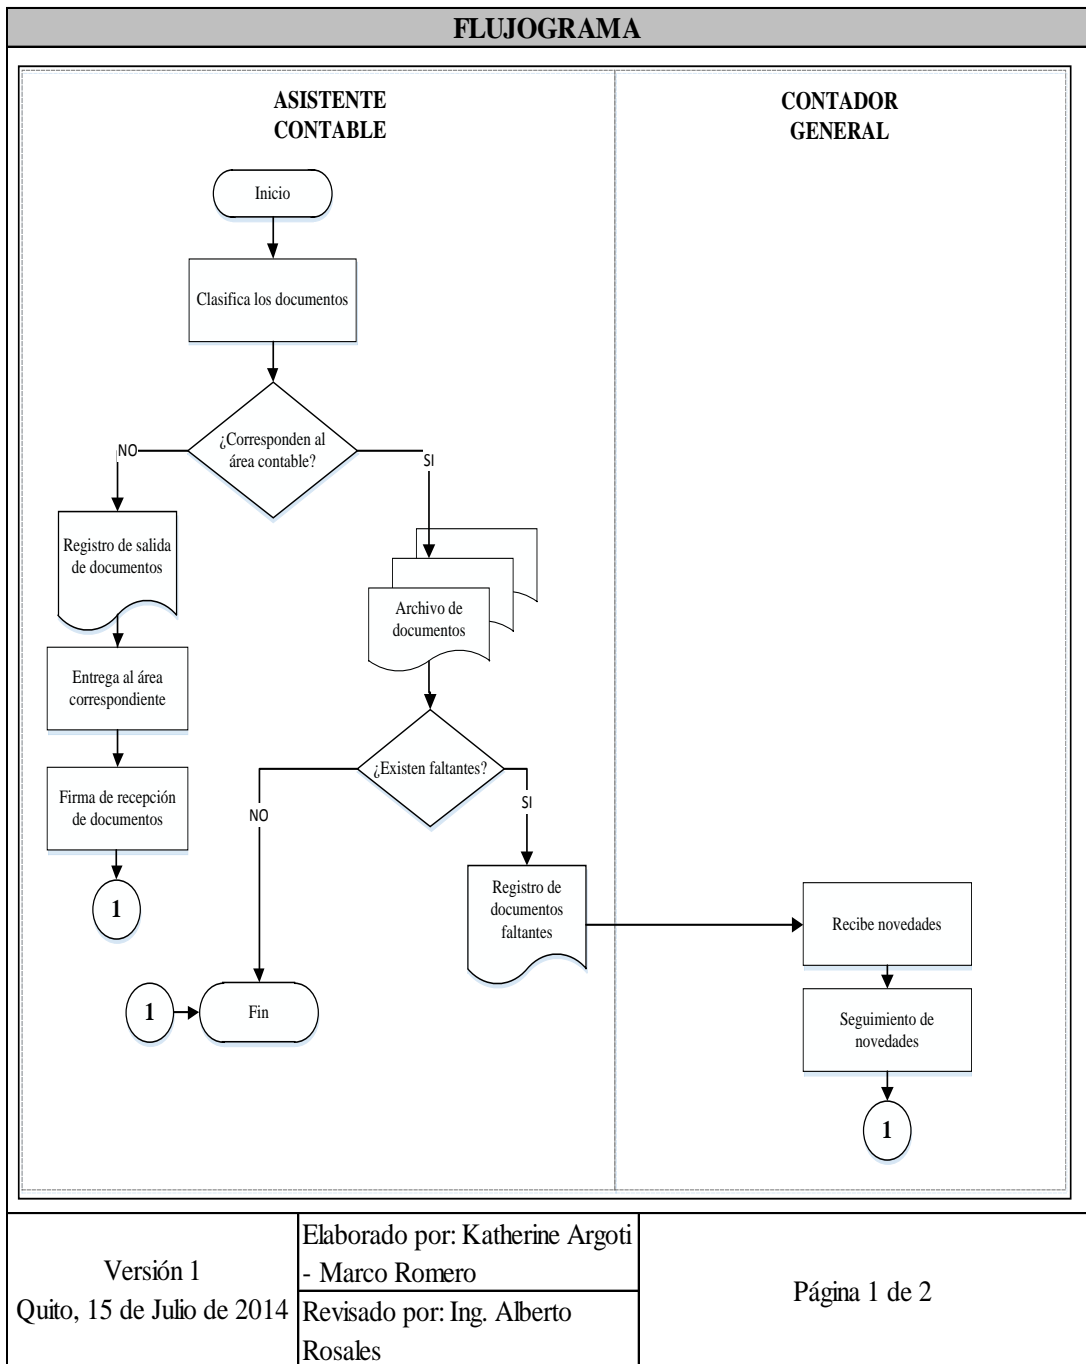 FLUJOGRAMA
ASISTENTE
CONTABLE
CONTADOR
GENERAL
Inicio
Clasifica los documentos
¿Corresponden al
área contable?
NO
SI
Registro de salida
de documentos
Archivo de
documentos
Entrega al área
correspondiente
¿Existen faltantes?
Firma de recepción
de documentos
NO
SI
1
Registro de
documentos
faltantes
Recibe novedades
1
Fin
Seguimiento de
novedades
1
Versión 1
Quito, 15 de Julio de 2014
Elaborado por: Katherine Argoti
- Marco Romero
Revisado por: Ing. Alberto
Rosales
Página 1 de 2